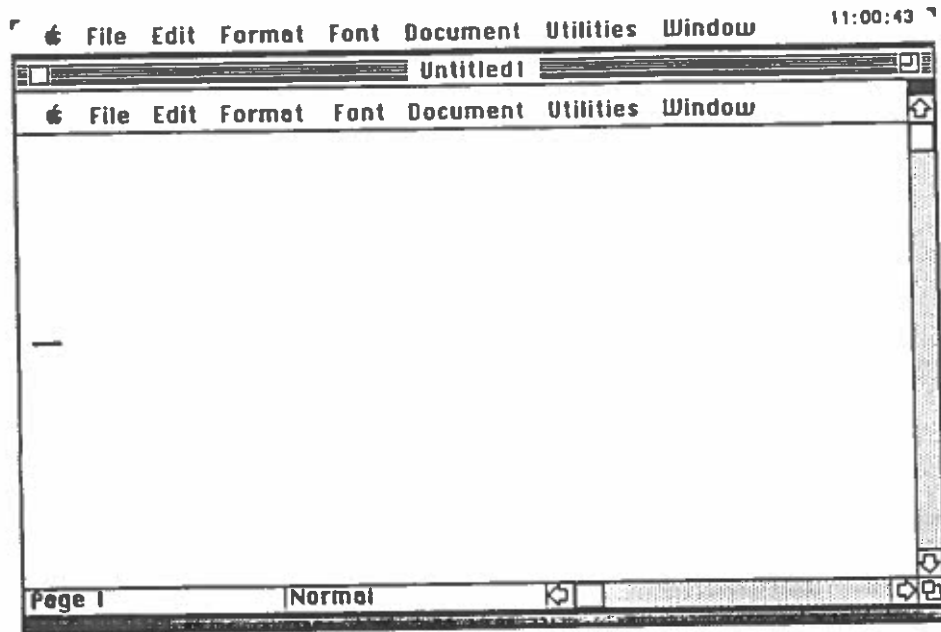 File Edit Format Font Document Utilities Window 11:00:43
Untitled1
File Edit Format Font Document Utilities Window
Page 1 Normal